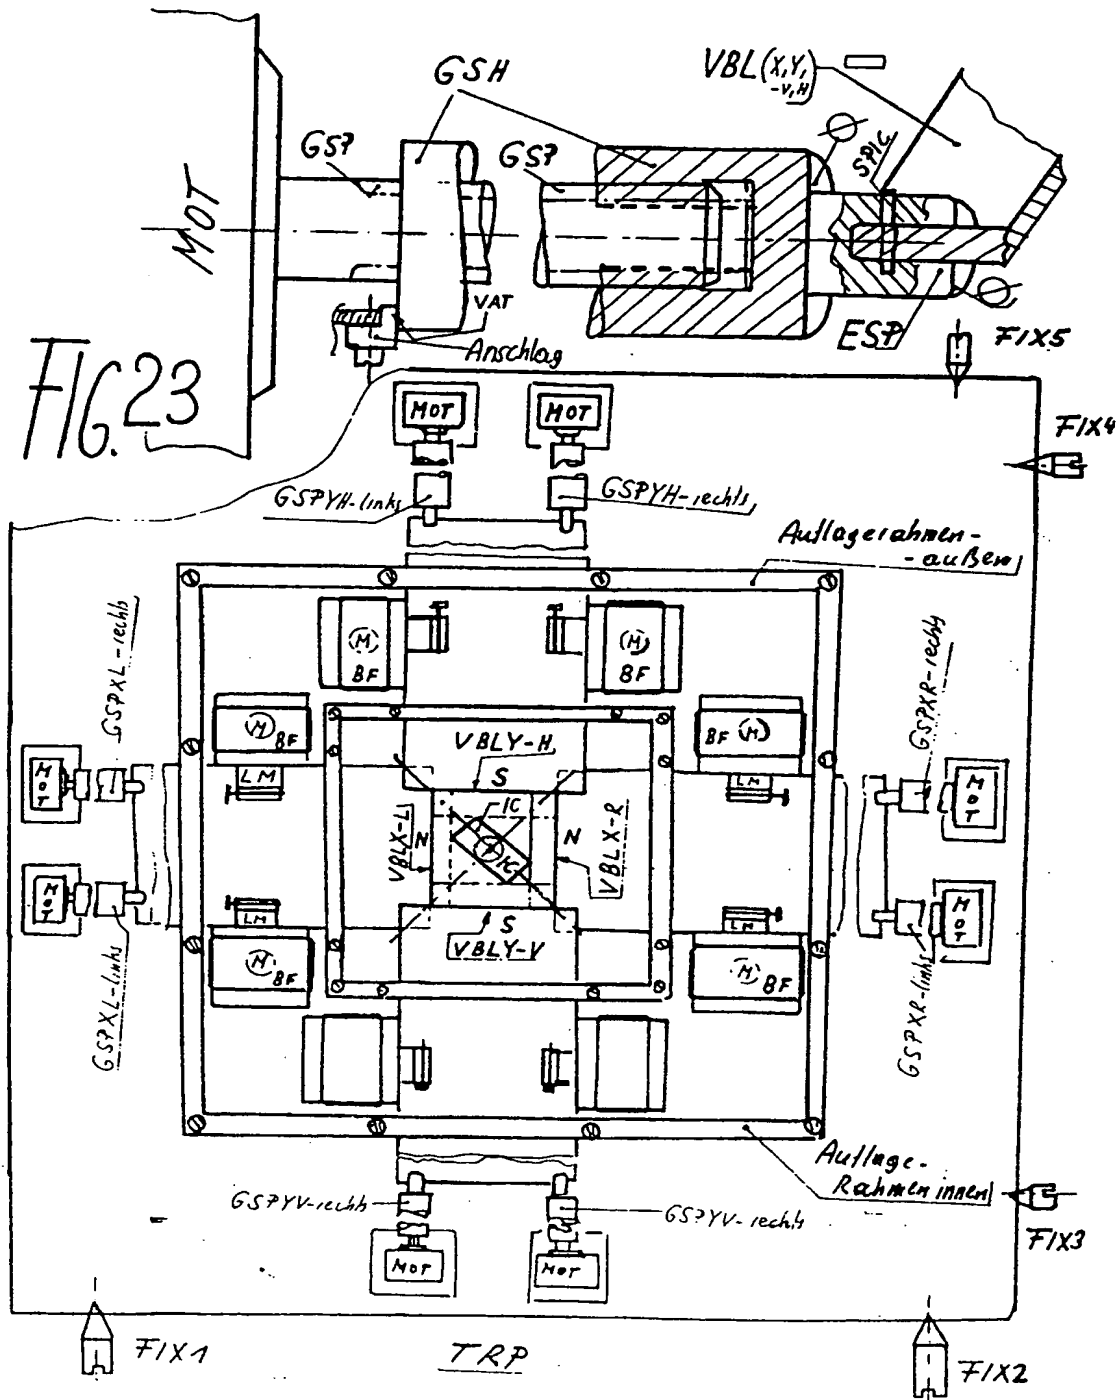 GSH
VBL(X,Y,
-V,H)
GSP
GSP
SPIG
MOT
VAT
ESP
Anschlag
FIX5
FIG.23
MOT
MOT
FIX4
GSPYH-links
GSPYH-rechts
Auflagerahmen-
-außen
GSPXL-rechts
M
BF
M
BF
GSPXR-rechts
M
BF
BF
M
VBLY-H
MOT
LM
S
LM
MOT
IC
VBLX-L
N
N
VBLX-R
IC
MOT
LM
S
LM
MOT
VBLY-V
M
BF
M
BF
GSPXL-links
GSPXR-links
Auflage-
Rahmen innen
GSPYV-rechts
GSPYV-rechts
FIX3
MOT
MOT
FIX1
TRP
FIX2